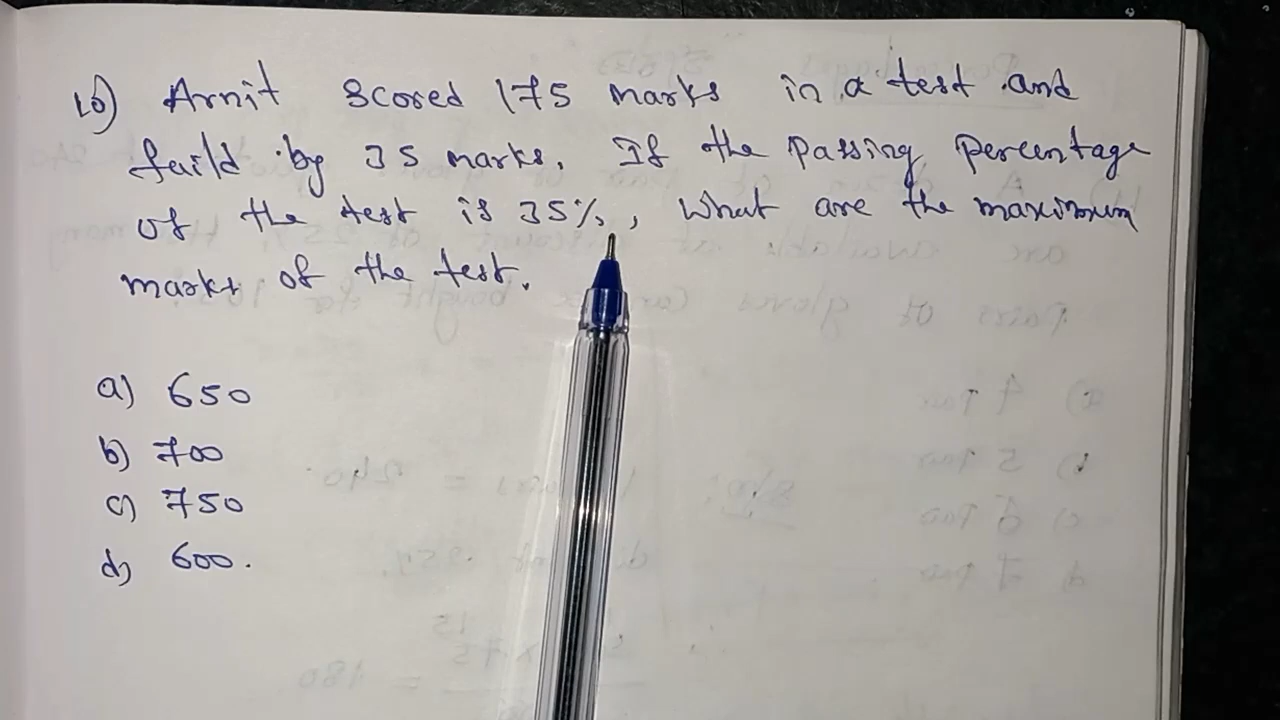 10) Arnit Scored 175 marks in a test and
faild by 35 marks. If the Passing Percentage
of the test is 35%, What are the maximum
marks of the test.
a) 650
b) 700
c) 750
d) 600.